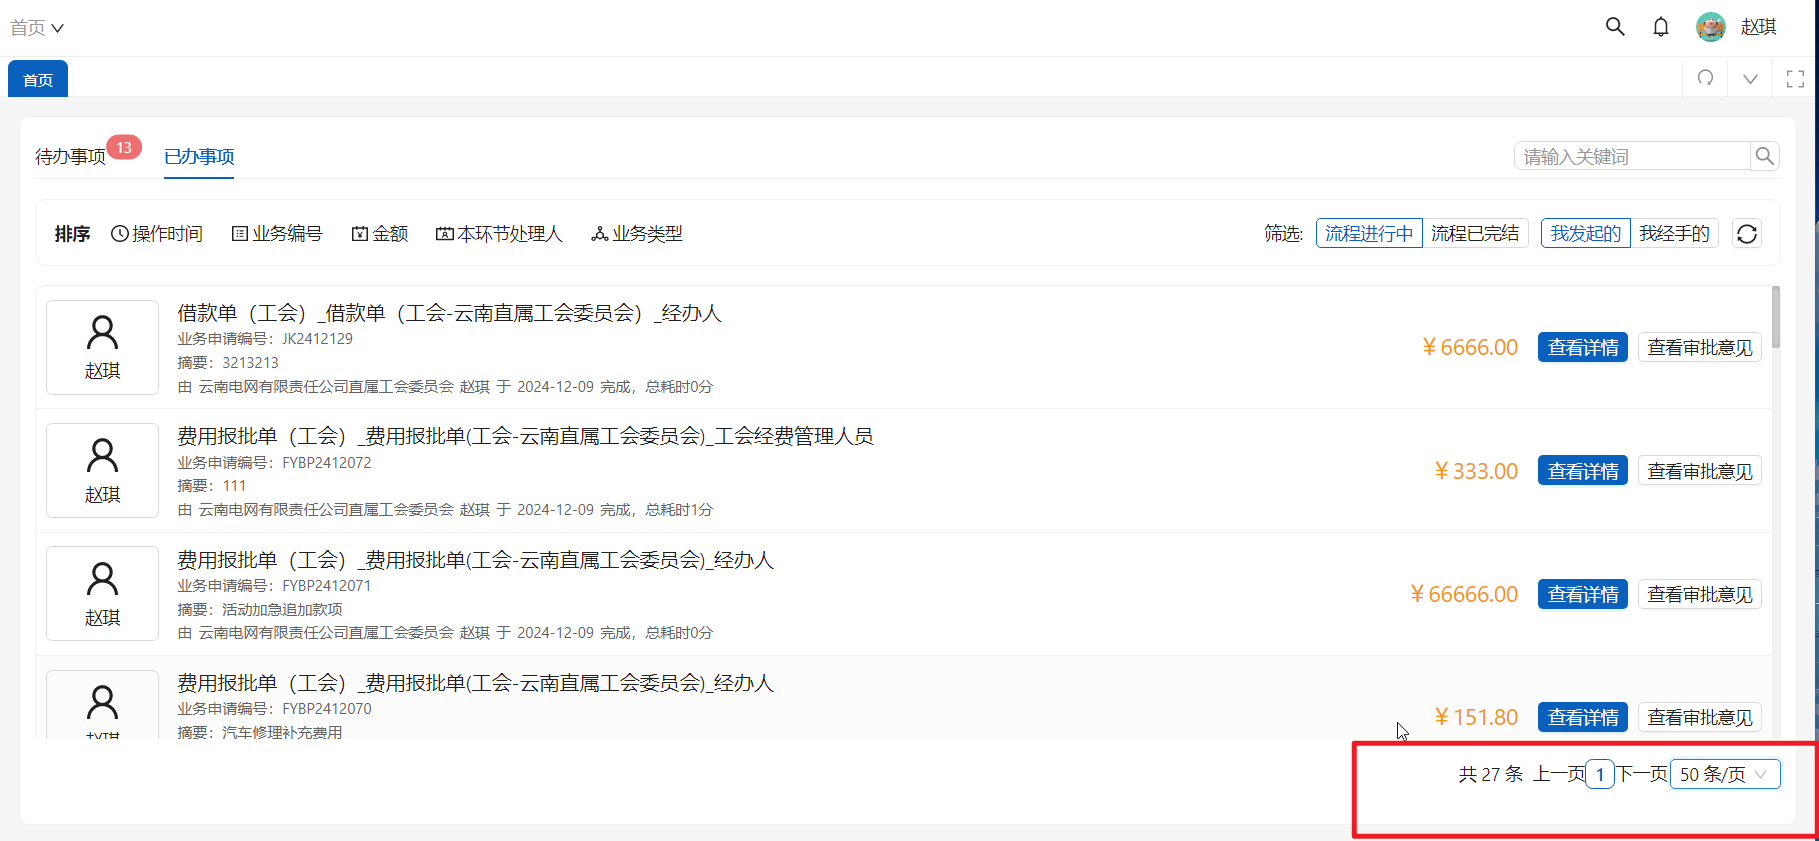 首页
赵琪
首页
待办事项 13 已办事项
请输入关键词
排序 操作时间 业务编号 金额 本环节处理人 业务类型
筛选: 流程进行中 流程已完结 我发起的 我经手的
借款单（工会）_借款单（工会-云南直属工会委员会）_经办人
业务申请编号：JK2412129
摘要：3213213
由 云南电网有限责任公司直属工会委员会 赵琪 于 2024-12-09 完成，总耗时0分
赵琪
￥6666.00 查看详情 查看审批意见
费用报批单（工会）_费用报批单(工会-云南直属工会委员会)_工会经费管理人员
业务申请编号：FYBP2412072
摘要：111
由 云南电网有限责任公司直属工会委员会 赵琪 于 2024-12-09 完成，总耗时1分
赵琪
￥333.00 查看详情 查看审批意见
费用报批单（工会）_费用报批单(工会-云南直属工会委员会)_经办人
业务申请编号：FYBP2412071
摘要：活动加急追加款项
由 云南电网有限责任公司直属工会委员会 赵琪 于 2024-12-09 完成，总耗时0分
赵琪
￥66666.00 查看详情 查看审批意见
费用报批单（工会）_费用报批单(工会-云南直属工会委员会)_经办人
业务申请编号：FYBP2412070
摘要：汽车修理补充费用
￥151.80 查看详情 查看审批意见
共 27 条 上一页 1 下一页 50 条/页